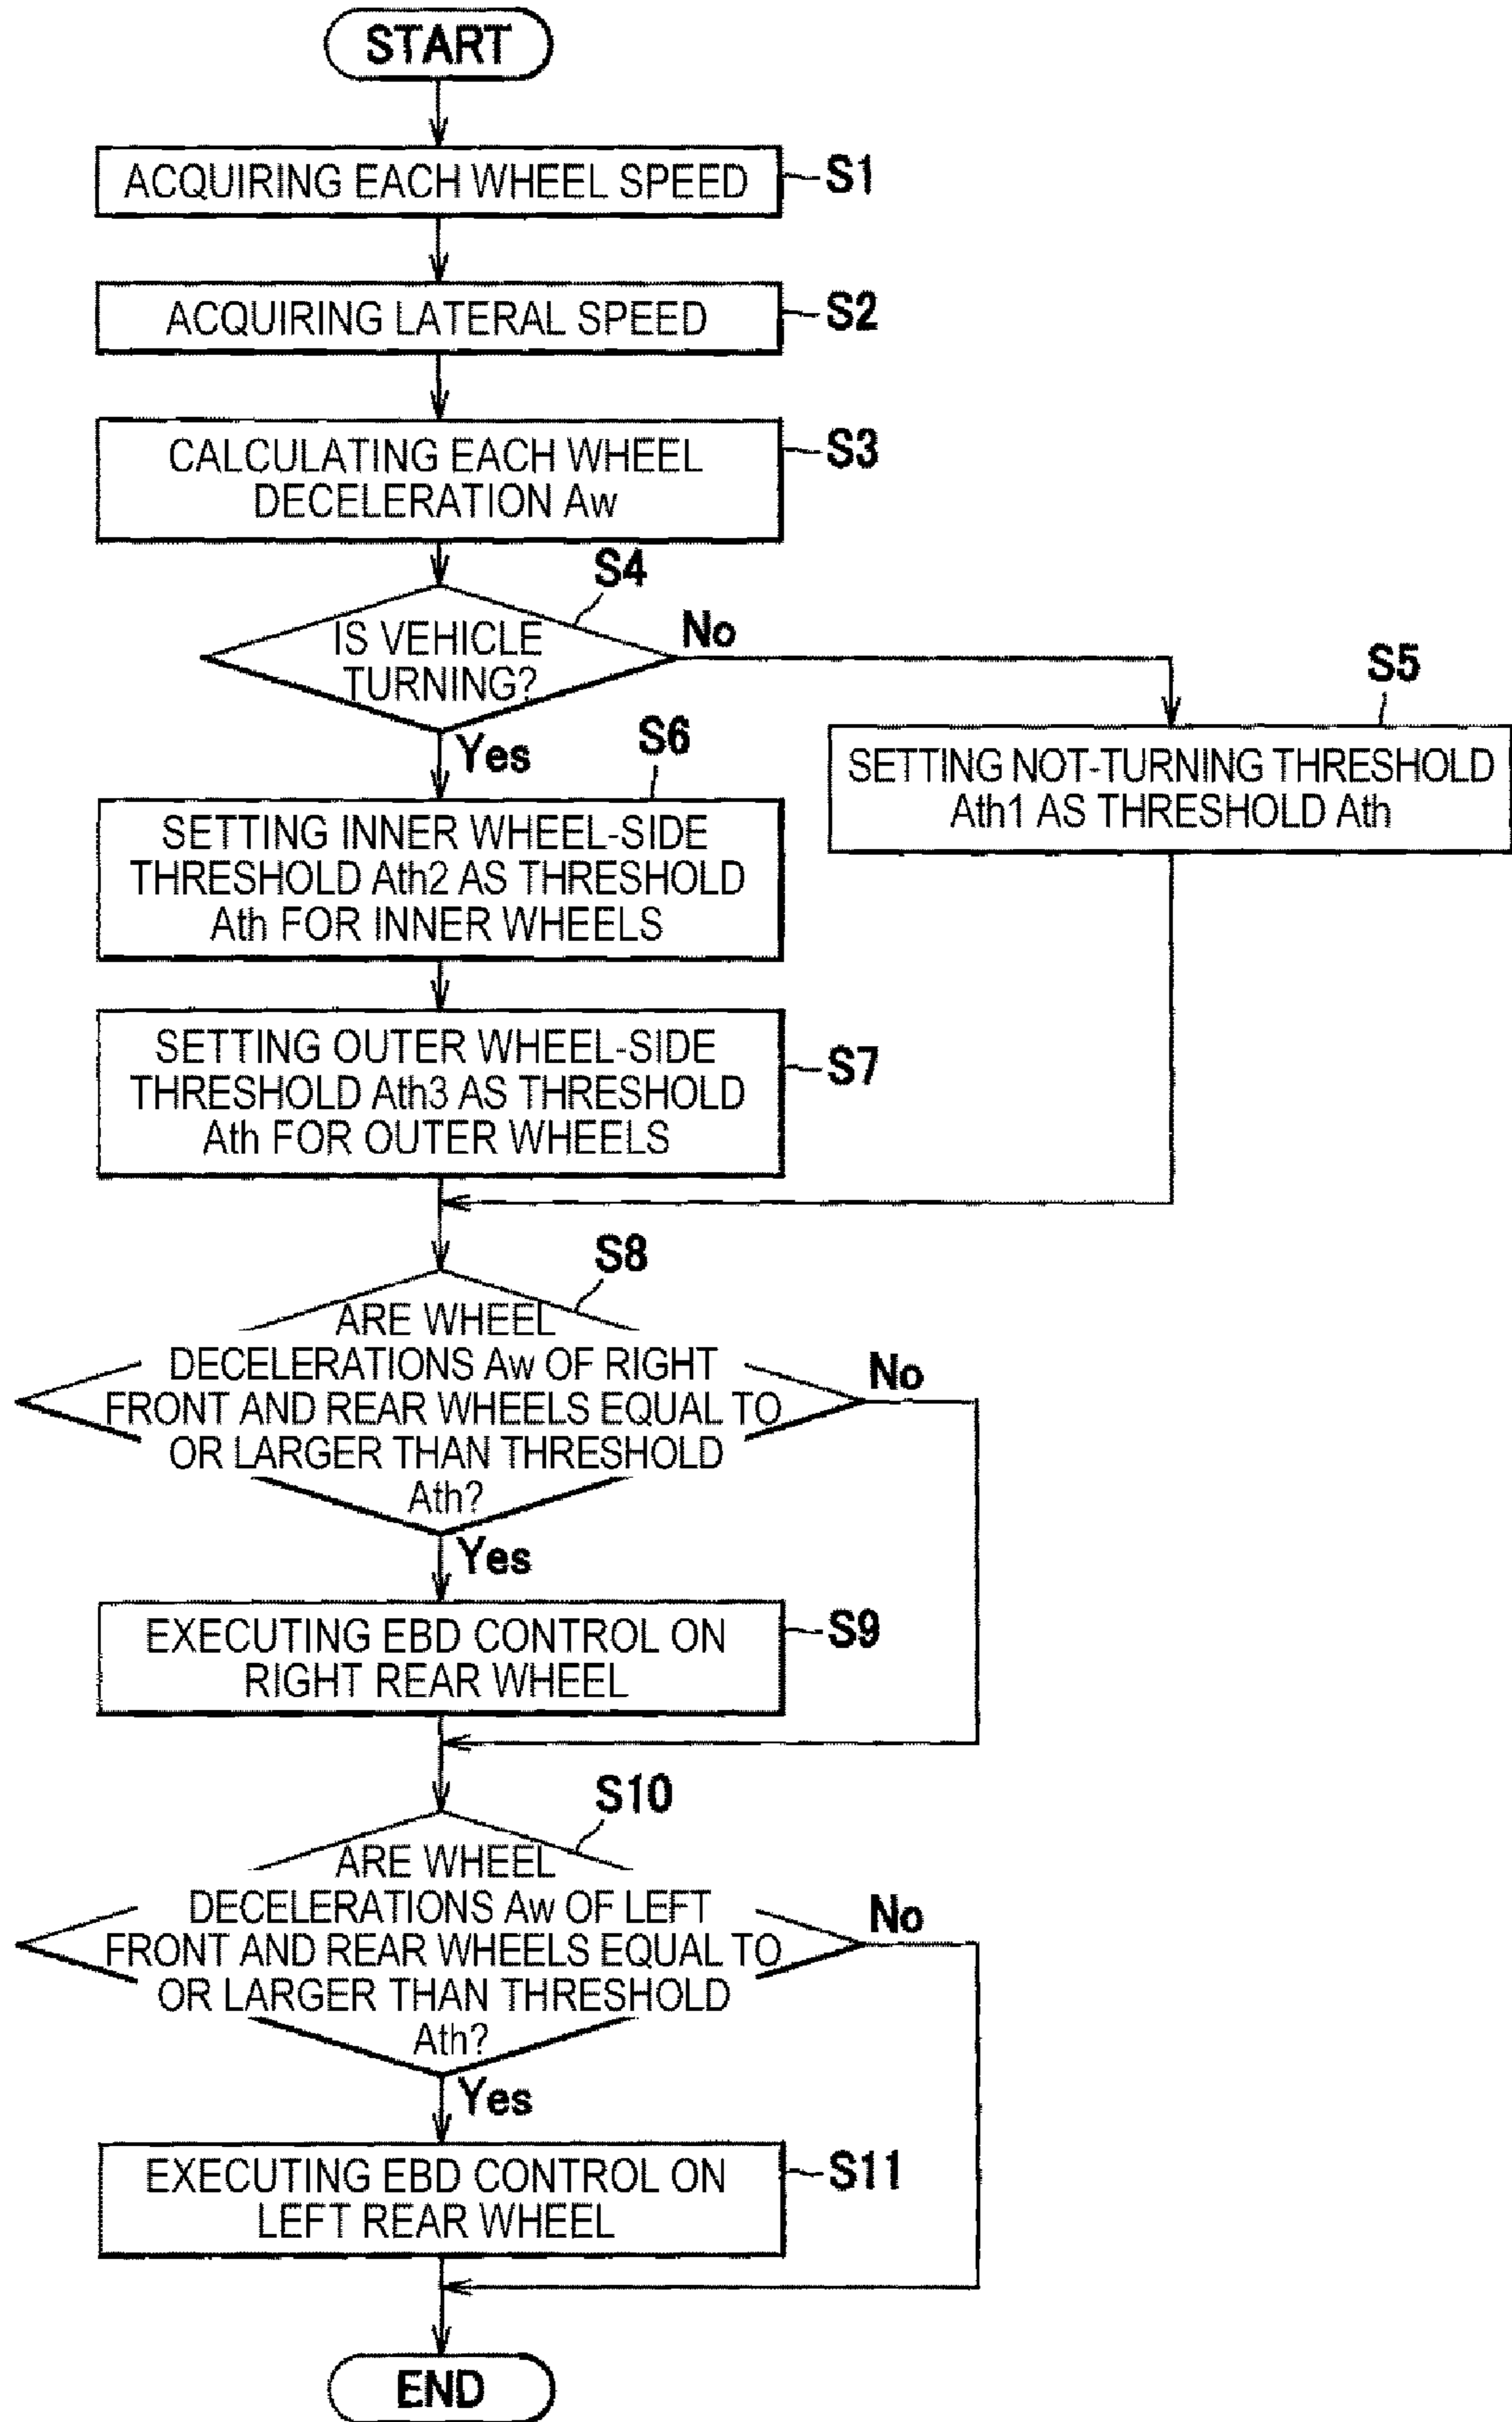 START
ACQUIRING EACH WHEEL SPEED
S1
ACQUIRING LATERAL SPEED
S2
CALCULATING EACH WHEEL
DECELERATION Aw
S3
S4
IS VEHICLE
TURNING?
No
Yes
S5
SETTING NOT-TURNING THRESHOLD
Ath1 AS THRESHOLD Ath
S6
SETTING INNER WHEEL-SIDE
THRESHOLD Ath2 AS THRESHOLD
Ath FOR INNER WHEELS
SETTING OUTER WHEEL-SIDE
THRESHOLD Ath3 AS THRESHOLD
Ath FOR OUTER WHEELS
S7
S8
ARE WHEEL
DECELERATIONS Aw OF RIGHT
FRONT AND REAR WHEELS EQUAL TO
OR LARGER THAN THRESHOLD
Ath?
No
Yes
EXECUTING EBD CONTROL ON
RIGHT REAR WHEEL
S9
S10
ARE WHEEL
DECELERATIONS Aw OF LEFT
FRONT AND REAR WHEELS EQUAL TO
OR LARGER THAN THRESHOLD
Ath?
No
Yes
EXECUTING EBD CONTROL ON
LEFT REAR WHEEL
S11
END